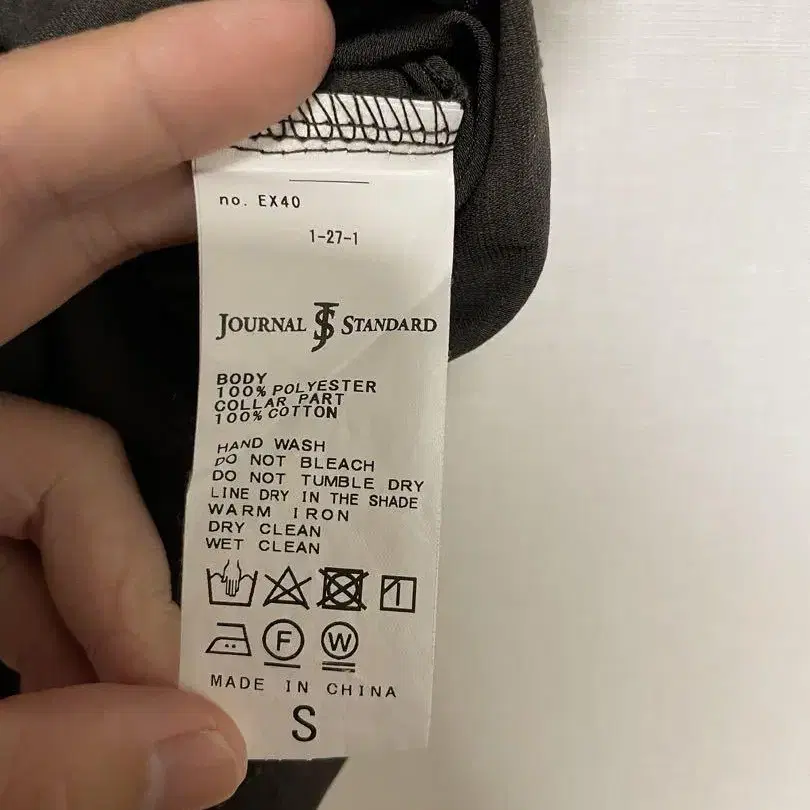 no. EX40
1-27-1
JOURNAL JS STANDARD
BODY
100% POLYESTER
COLLAR PART
100% COTTON
HAND WASH
DO NOT BLEACH
DO NOT TUMBLE DRY
LINE DRY IN THE SHADE
WARM IRON
DRY CLEAN
WET CLEAN
F W
MADE IN CHINA
S